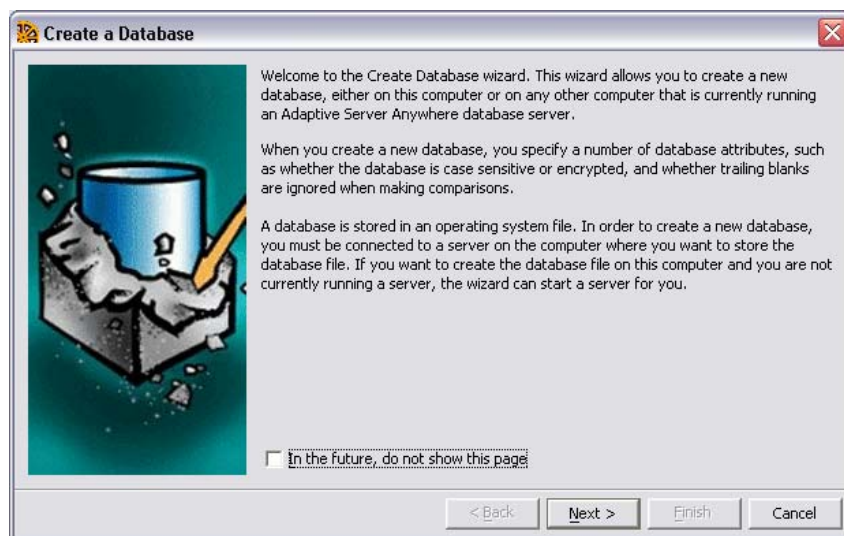 Create a Database
Welcome to the Create Database wizard. This wizard allows you to create a new
database, either on this computer or on any other computer that is currently running
an Adaptive Server Anywhere database server.
When you create a new database, you specify a number of database attributes, such
as whether the database is case sensitive or encrypted, and whether trailing blanks
are ignored when making comparisons.
A database is stored in an operating system file. In order to create a new database,
you must be connected to a server on the computer where you want to store the
database file. If you want to create the database file on this computer and you are not
currently running a server, the wizard can start a server for you.
In the future, do not show this page
< Back Next > Finish Cancel